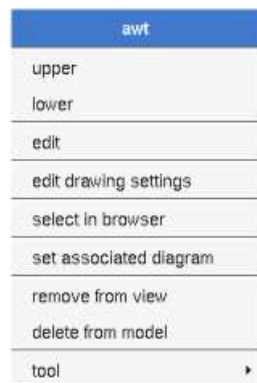 awt
upper
lower
edit
edit drawing settings
select in browser
set associated diagram
remove from view
delete from model
tool